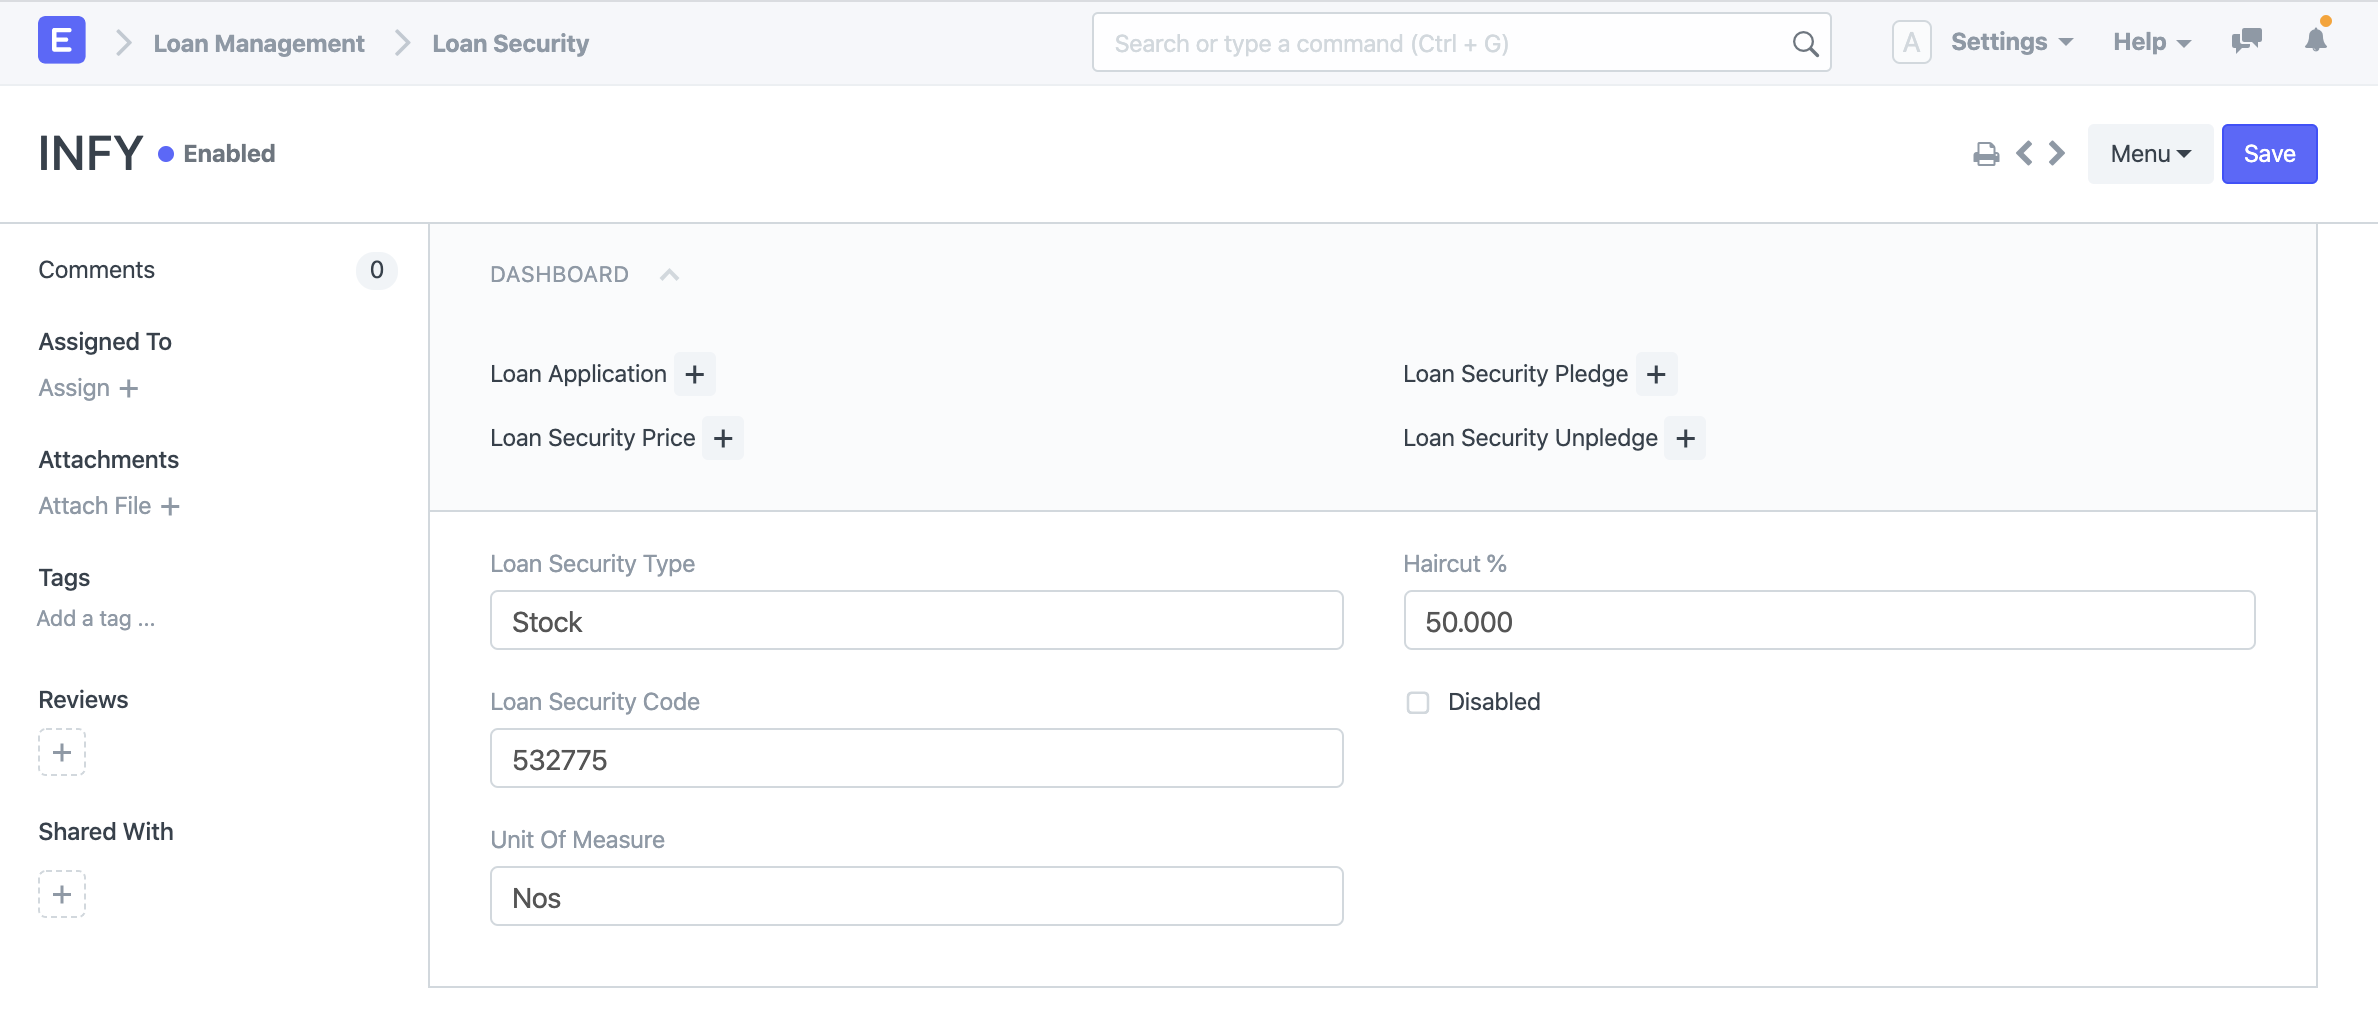 E Loan Management Loan Security Search or type a command (Ctrl + G) A Settings Help
INFY Enabled Menu Save
Comments 0
Assigned To
Assign +
Attachments
Attach File +
Tags
Add a tag ...
Reviews
+
Shared With
+
DASHBOARD
Loan Application +
Loan Security Price +
Loan Security Pledge +
Loan Security Unpledge +
Loan Security Type
Stock
Loan Security Code
532775
Unit Of Measure
Nos
Haircut %
50.000
Disabled